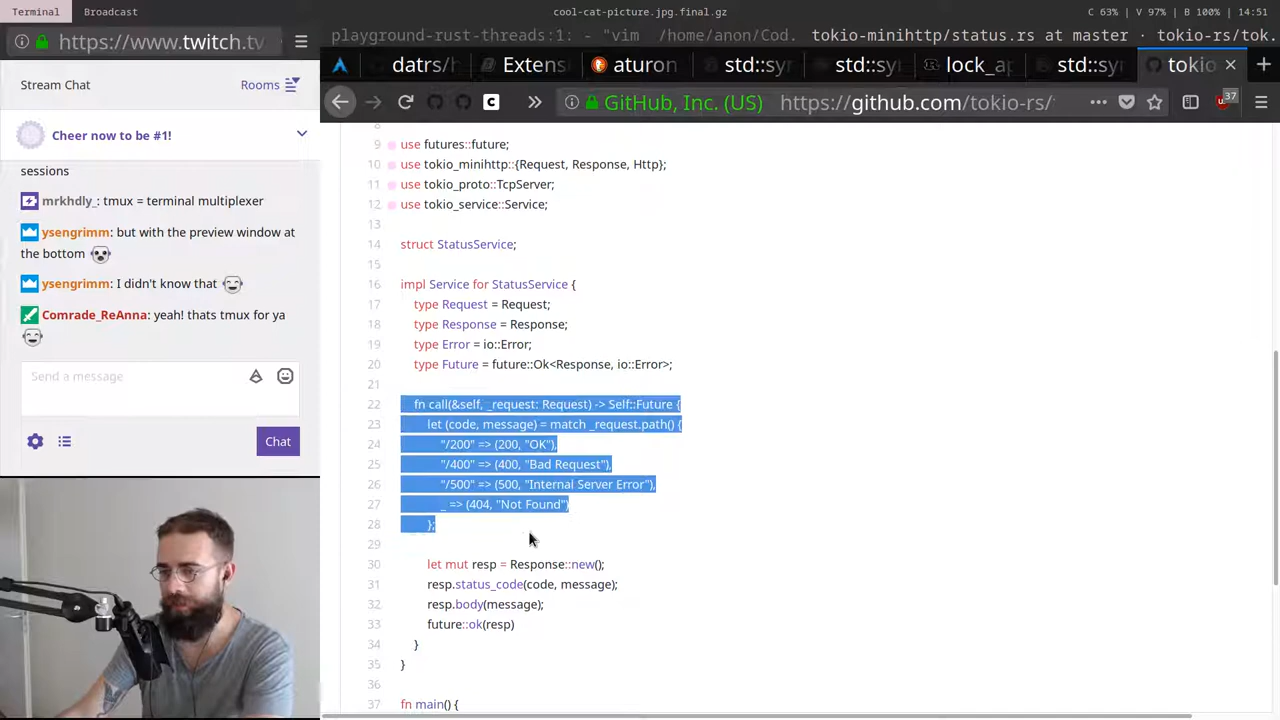 Terminal
Broadcast
cool-cat-picture.jpg.final.gz
C 63% | V 97% | B 100% | 14:51
https://www.twitch.tv
playground-rust-threads:1: - "vim /home/anon/Cod.
tokio-minihttp/status.rs at master · tokio-rs/tok.
datrs/h
Extens
aturon
std::syn
std::syn
lock_ap
std::syn
tokio
GitHub, Inc. (US)
https://github.com/tokio-rs/
37
Stream Chat
Rooms
Cheer now to be #1!
sessions
mrkhdly_: tmux = terminal multiplexer
ysengrimm: but with the preview window at
the bottom
ysengrimm: I didn't know that
Comrade_ReAnna: yeah! thats tmux for ya
Send a message
Chat
8
9 use futures::future;
10 use tokio_minihttp::{Request, Response, Http};
11 use tokio_proto::TcpServer;
12 use tokio_service::Service;
13
14 struct StatusService;
15
16 impl Service for StatusService {
17 type Request = Request;
18 type Response = Response;
19 type Error = io::Error;
20 type Future = future::Ok<Response, io::Error>;
21
22 fn call(&self, _request: Request) -> Self::Future {
23 let (code, message) = match _request.path() {
24 "/200" => (200, "OK"),
25 "/400" => (400, "Bad Request"),
26 "/500" => (500, "Internal Server Error"),
27 _ => (404, "Not Found")
28 };
29
30 let mut resp = Response::new();
31 resp.status_code(code, message);
32 resp.body(message);
33 future::ok(resp)
34 }
35 }
36
37 fn main() {